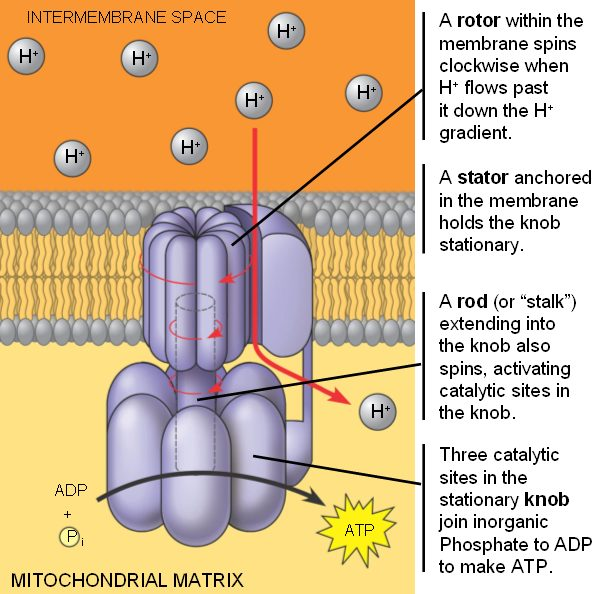 INTERMEMBRANE SPACE
H⁺
H⁺
H⁺
H⁺
H⁺
H⁺
H⁺
A rotor within the
membrane spins
clockwise when
H⁺ flows past
it down the H⁺
gradient.
A stator anchored
in the membrane
holds the knob
stationary.
A rod (or “stalk”)
extending into
the knob also
spins, activating
catalytic sites in
the knob.
H⁺
Three catalytic
sites in the
stationary knob
join inorganic
Phosphate to ADP
to make ATP.
ADP
+
P i
ATP
MITOCHONDRIAL MATRIX